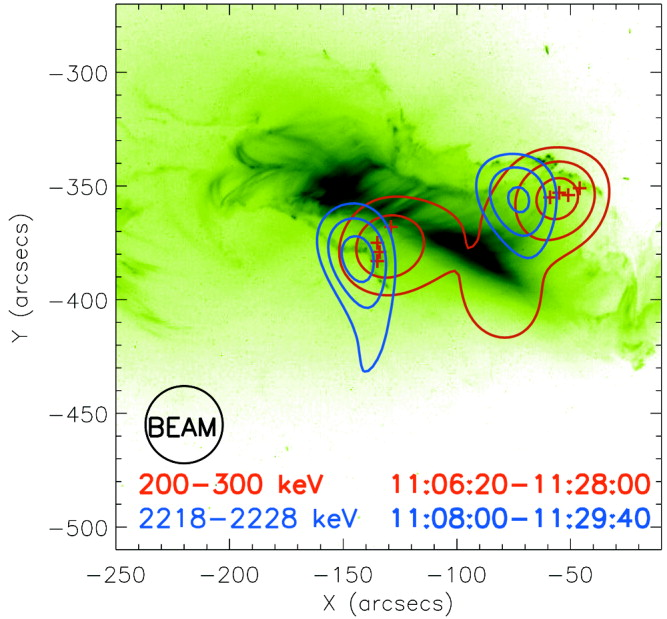 −300
−350
−400
−450
−500
Y (arcsecs)
BEAM
200−300 keV 11:06:20−11:28:00
2218−2228 keV 11:08:00−11:29:40
−250 −200 −150 −100 −50
X (arcsecs)